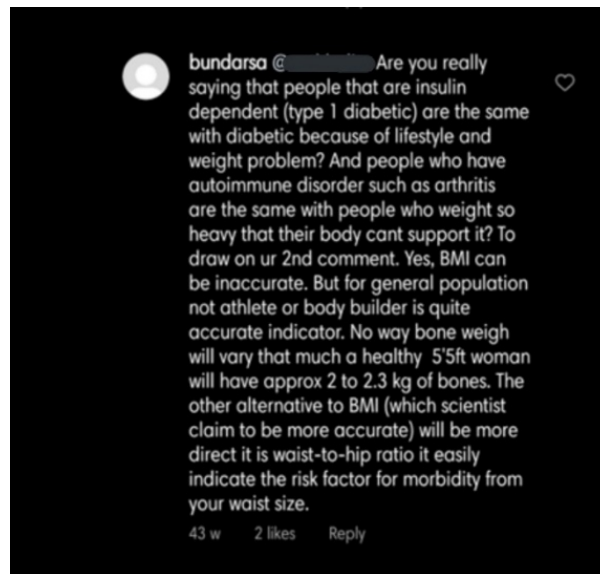 bundarsa @ Are you really
saying that people that are insulin
dependent (type 1 diabetic) are the same
with diabetic because of lifestyle and
weight problem? And people who have
autoimmune disorder such as arthritis
are the same with people who weight so
heavy that their body cant support it? To
draw on ur 2nd comment. Yes, BMI can
be inaccurate. But for general population
not athlete or body builder is quite
accurate indicator. No way bone weigh
will vary that much a healthy 5'5ft woman
will have approx 2 to 2.3 kg of bones. The
other alternative to BMI (which scientist
claim to be more accurate) will be more
direct it is waist-to-hip ratio it easily
indicate the risk factor for morbidity from
your waist size.
43 w 2 likes Reply